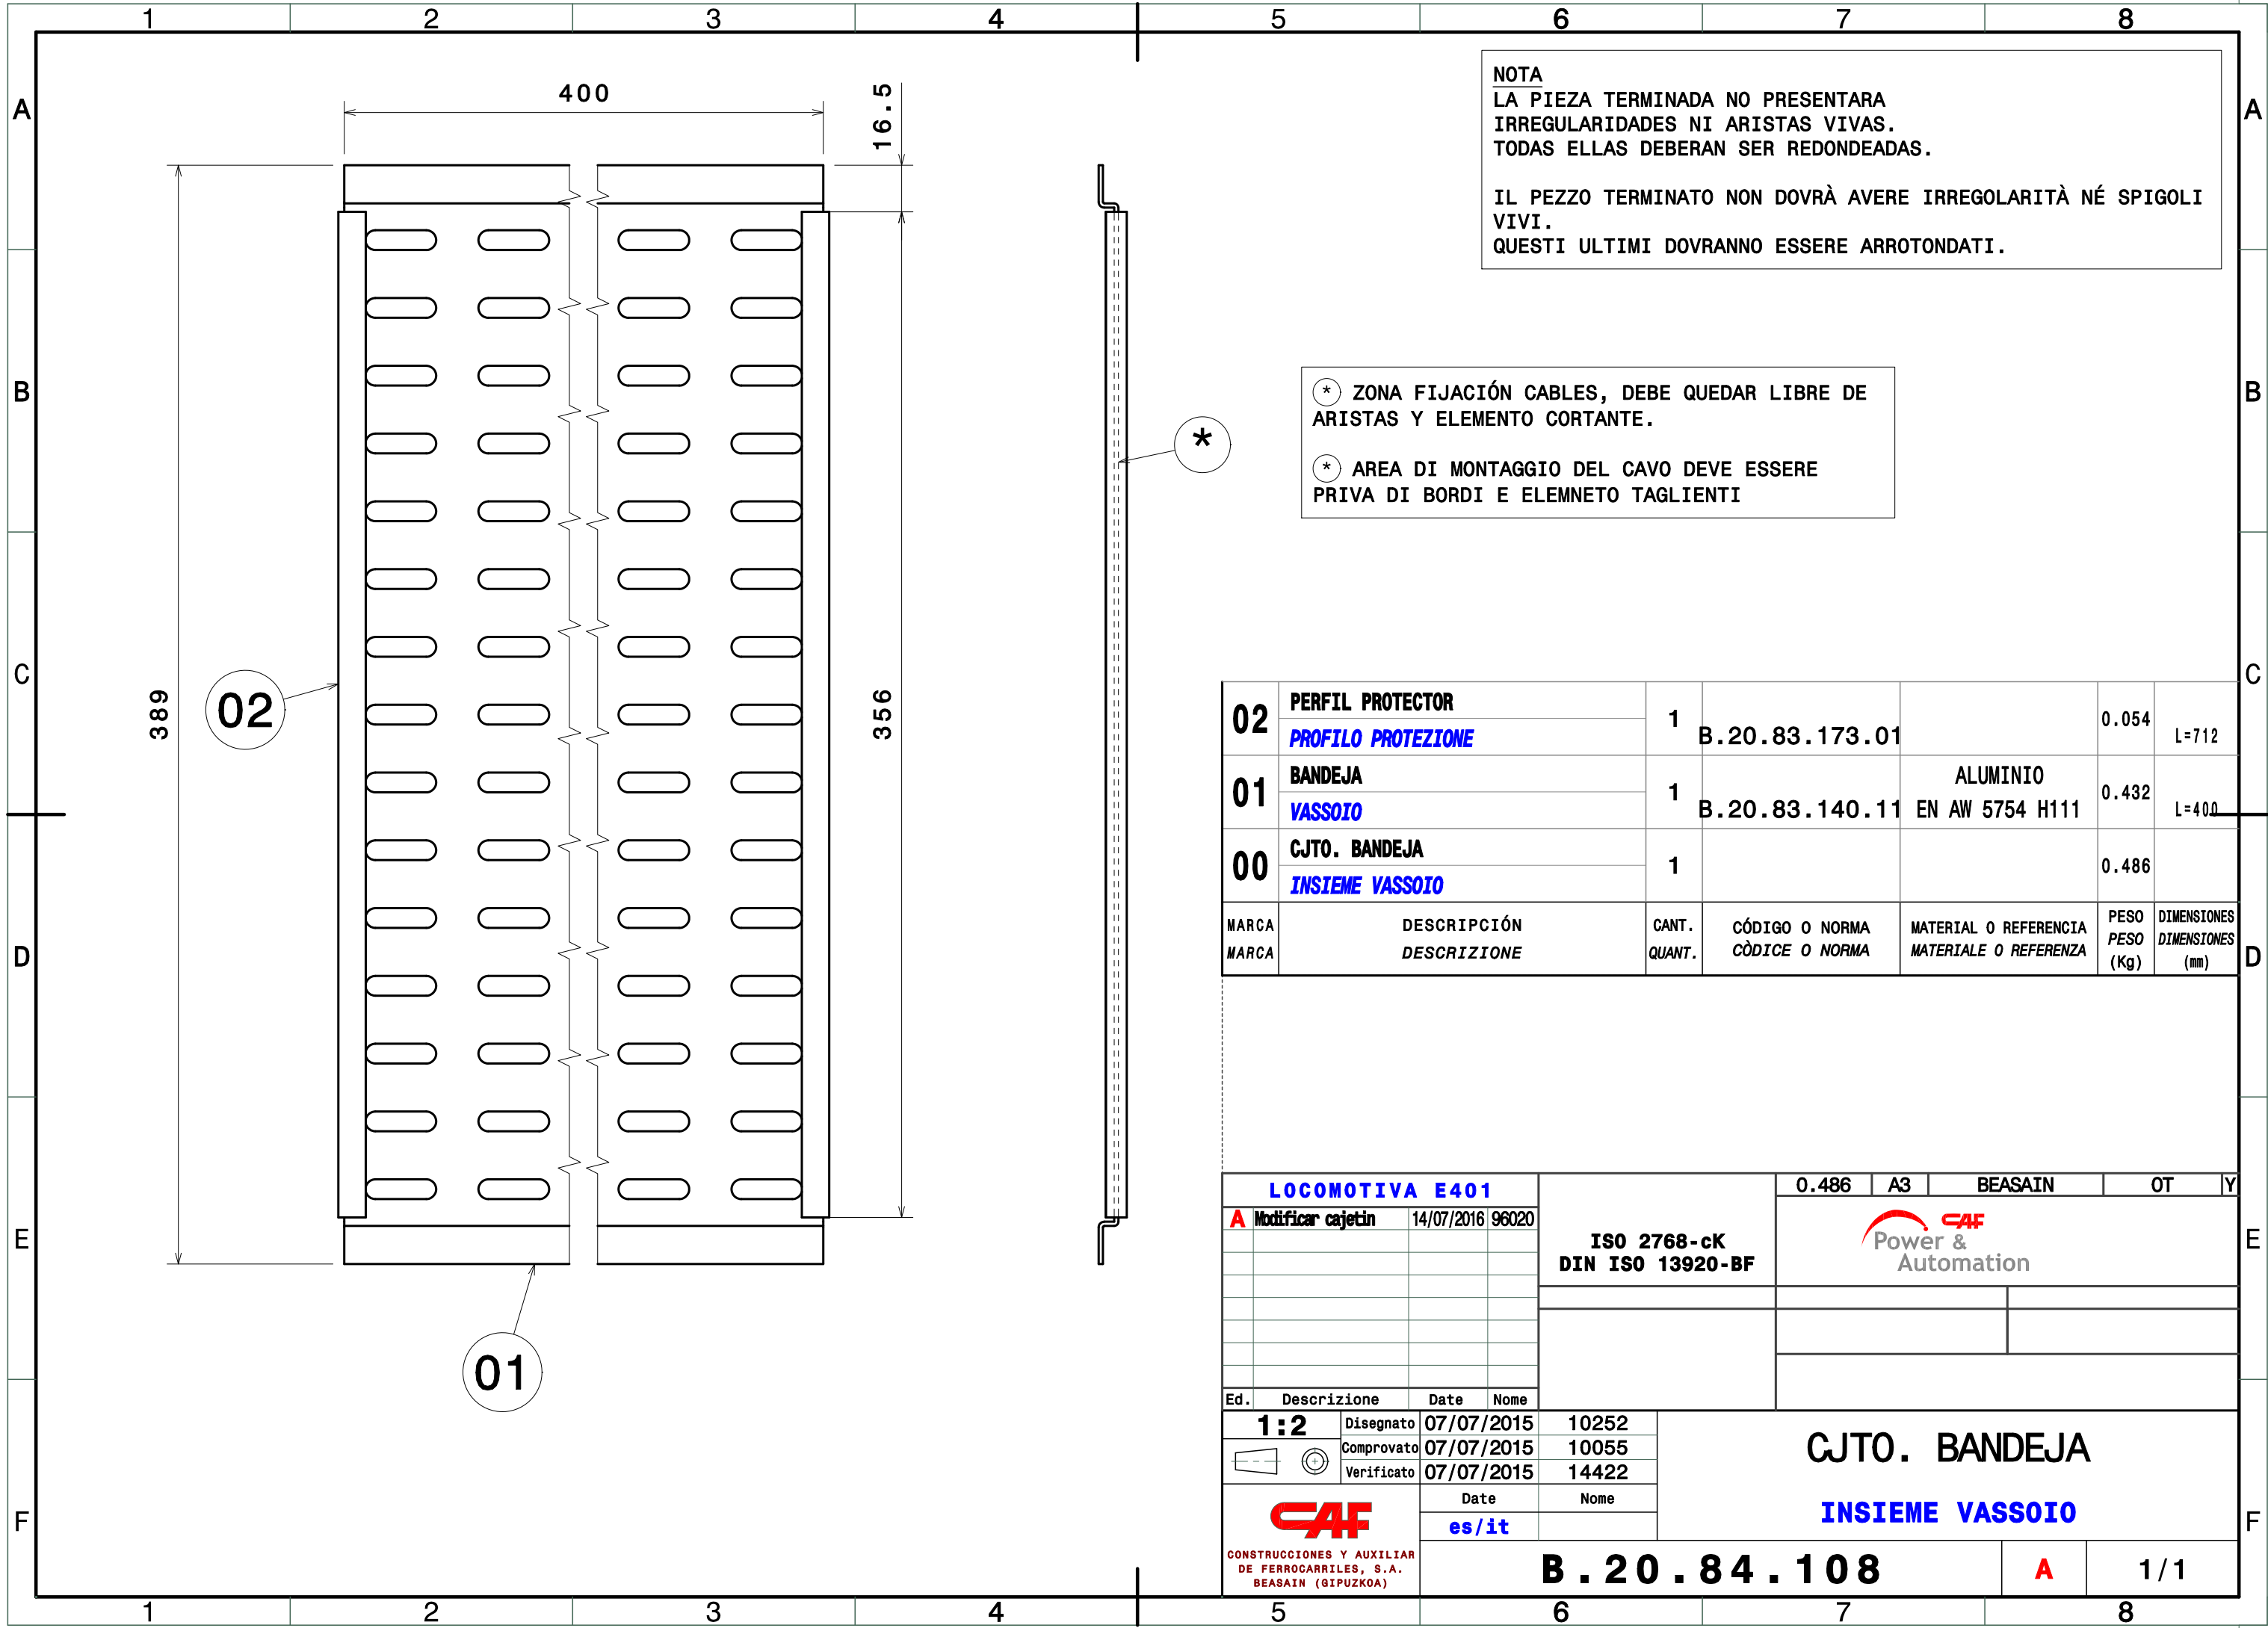 1 2 3 4 5 6 7 8
A
B
C
D
E
F
A
B
C
D
E
F
400
16.5
389
356
02
01
*
NOTA
LA PIEZA TERMINADA NO PRESENTARA
IRREGULARIDADES NI ARISTAS VIVAS.
TODAS ELLAS DEBERAN SER REDONDEADAS.
IL PEZZO TERMINATO NON DOVRÀ AVERE IRREGOLARITÀ NÉ SPIGOLI
VIVI.
QUESTI ULTIMI DOVRANNO ESSERE ARROTONDATI.
* ZONA FIJACIÓN CABLES, DEBE QUEDAR LIBRE DE
ARISTAS Y ELEMENTO CORTANTE.
* AREA DI MONTAGGIO DEL CAVO DEVE ESSERE
PRIVA DI BORDI E ELEMNETO TAGLIENTI
02 PERFIL PROTECTOR 1 B.20.83.173.01 0.054 L=712
PROFILO PROTEZIONE
01 BANDEJA 1 B.20.83.140.11 ALUMINIO 0.432 L=400
VASSOIO EN AW 5754 H111
00 CJTO. BANDEJA 1 0.486
INSIEME VASSOIO
MARCA DESCRIPCIÓN CANT. CÓDIGO O NORMA MATERIAL O REFERENCIA PESO DIMENSIONES
MARCA DESCRIZIONE QUANT. CÒDICE O NORMA MATERIALE O REFERENZA PESO DIMENSIONES
(Kg) (mm)
LOCOMOTIVA E401
A Modificar cajetin 14/07/2016 96020
Ed. Descrizione Date Nome
ISO 2768-cK
DIN ISO 13920-BF
0.486 A3 BEASAIN OT Y
CAF
Power &
Automation
1:2
Disegnato 07/07/2015 10252
Comprovato 07/07/2015 10055
Verificato 07/07/2015 14422
Date Nome
es/it
CAF
CONSTRUCCIONES Y AUXILIAR
DE FERROCARRILES, S.A.
BEASAIN (GIPUZKOA)
CJTO. BANDEJA
INSIEME VASSOIO
B.20.84.108 A 1/1
1 2 3 4 5 6 7 8